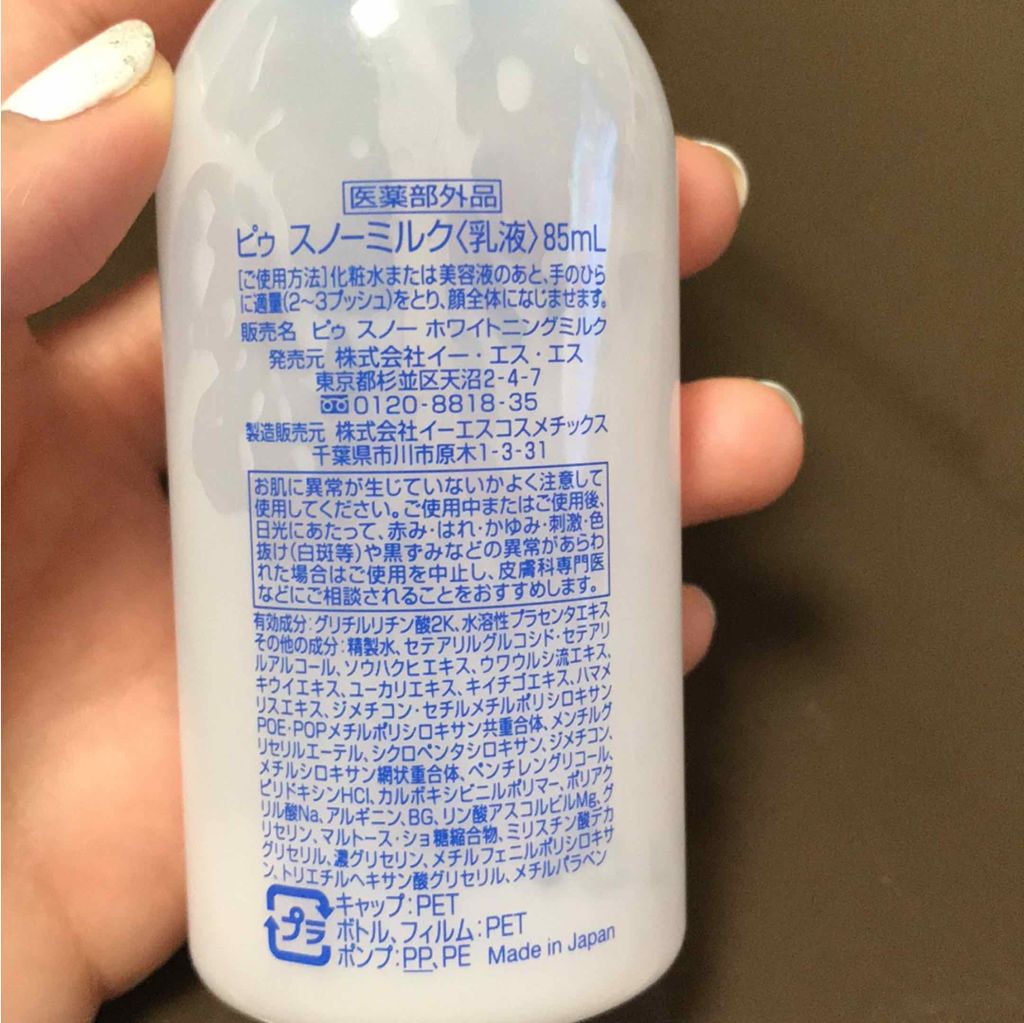 医薬部外品
ピゥ スノーミルク〈乳液〉85mL
[ご使用方法]化粧水または美容液のあと、手のひら
に適量(2〜3プッシュ)をとり、顔全体になじませます。
販売名 ピゥ スノー ホワイトニングミルク
発売元 株式会社イー・エス・エス
東京都杉並区天沼2-4-7
0120-8818-35
製造販売元 株式会社イーエスコスメチックス
千葉県市川市原木1-3-31
お肌に異常が生じていないかよく注意して
使用してください。ご使用中またはご使用後、
日光にあたって、赤み・はれ・かゆみ・刺激・色
抜け(白斑等)や黒ずみなどの異常があらわ
れた場合はご使用を中止し、皮膚科専門医
などにご相談されることをおすすめします。
有効成分:グリチルリチン酸2K、水溶性プラセンタエキス
その他の成分:精製水、セテアリルグルコシド・セテアリ
ルアルコール、ソウハクヒエキス、ウワウルシ流エキス、
キウイエキス、ユーカリエキス、キイチゴエキス、ハマメ
リスエキス、ジメチコン・セチルメチルポリシロキサン
POE・POPメチルポリシロキサン共重合体、メンチルグ
リセリルエーテル、シクロペンタシロキサン、ジメチコン、
メチルシロキサン網状重合体、ペンチレングリコール、
ピリドキシンHCl、カルボキシビニルポリマー、ポリアク
リル酸Na、アルギニン、BG、リン酸アスコルビルMg、グ
リセリン、マルトース・ショ糖縮合物、ミリスチン酸デカ
グリセリル、濃グリセリン、メチルフェニルポリシロキサ
ン、トリエチルヘキサン酸グリセリル、メチルパラベン
プラ
キャップ:PET
ボトル、フィルム:PET
ポンプ:PP、PE Made in Japan